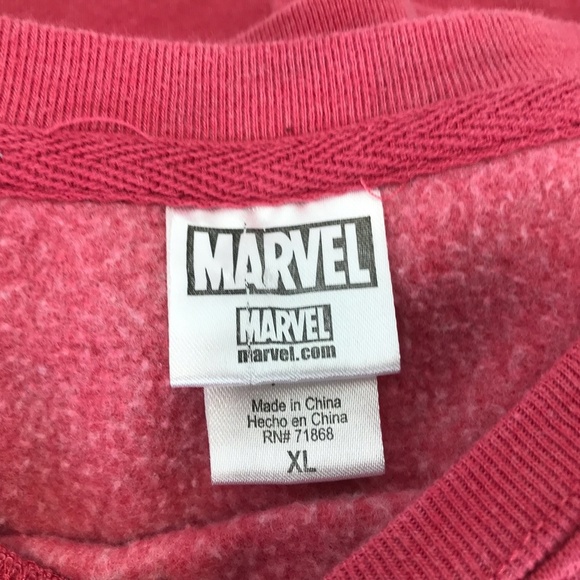 MARVEL
MARVEL
marvel.com
Made in China
Hecho en China
RN# 71868
XL